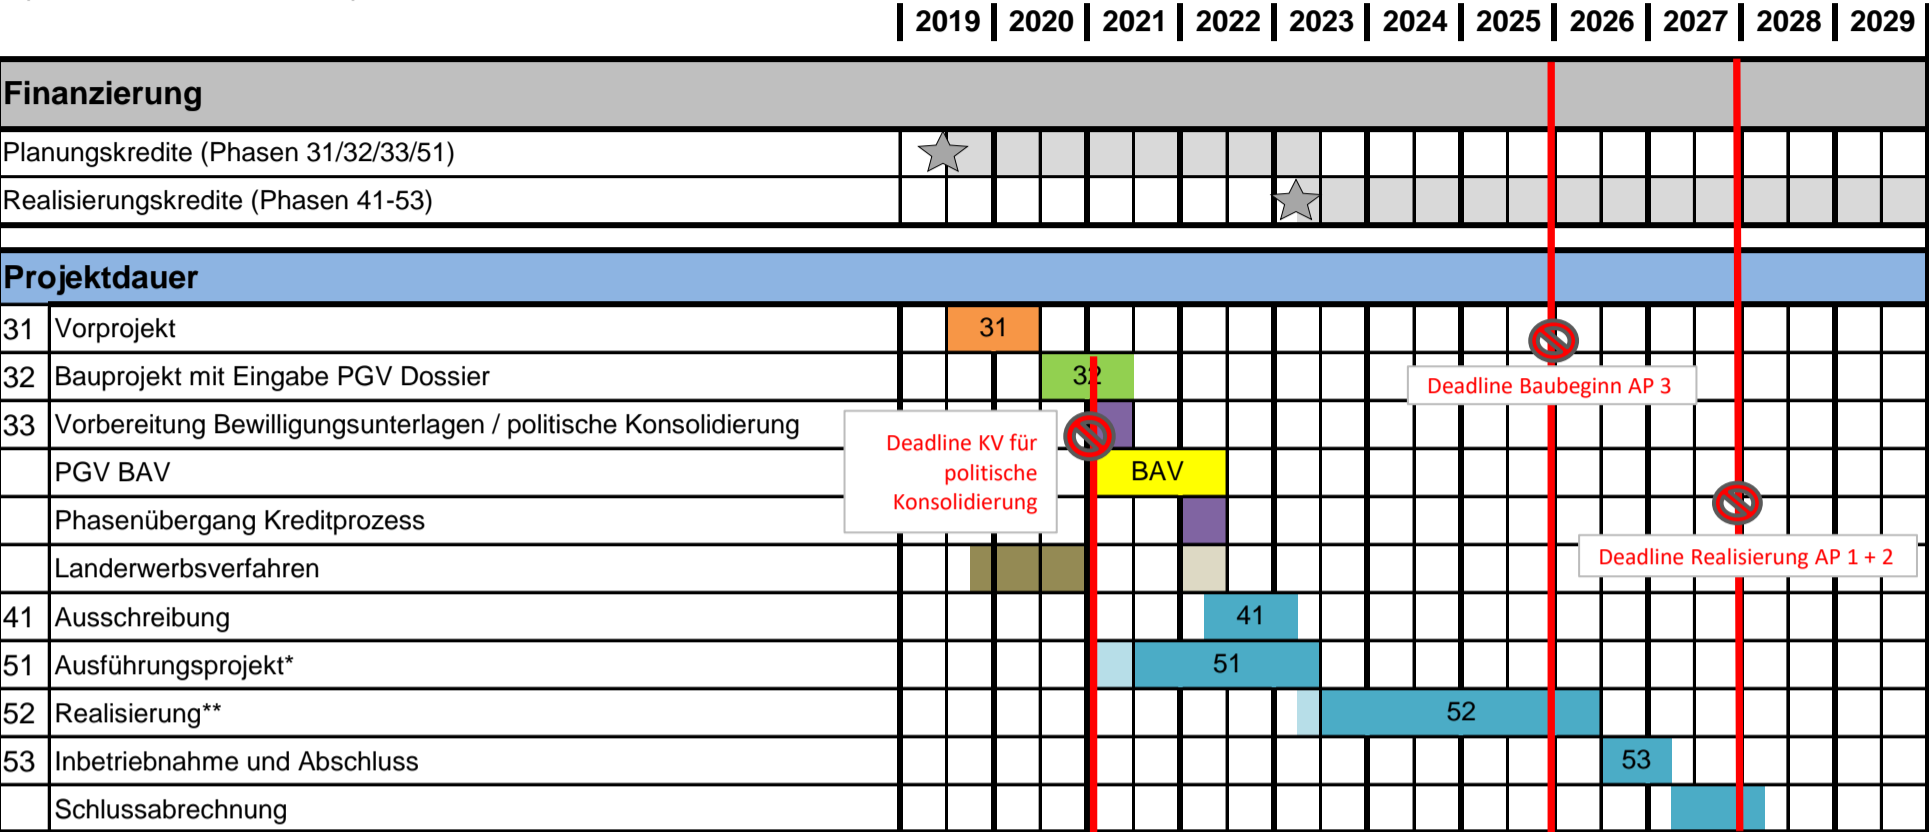 2019 2020 2021 2022 2023 2024 2025 2026 2027 2028 2029
Finanzierung
Planungskredite (Phasen 31/32/33/51)
Realisierungskredite (Phasen 41-53)
Projektdauer
31 Vorprojekt 31
32 Bauprojekt mit Eingabe PGV Dossier 32
Deadline Baubeginn AP 3
33 Vorbereitung Bewilligungsunterlagen / politische Konsolidierung
Deadline KV für
politische
Konsolidierung
PGV BAV BAV
Phasenübergang Kreditprozess
Deadline Realisierung AP 1 + 2
Landerwerbsverfahren
41 Ausschreibung 41
51 Ausführungsprojekt* 51
52 Realisierung** 52
53 Inbetriebnahme und Abschluss 53
Schlussabrechnung